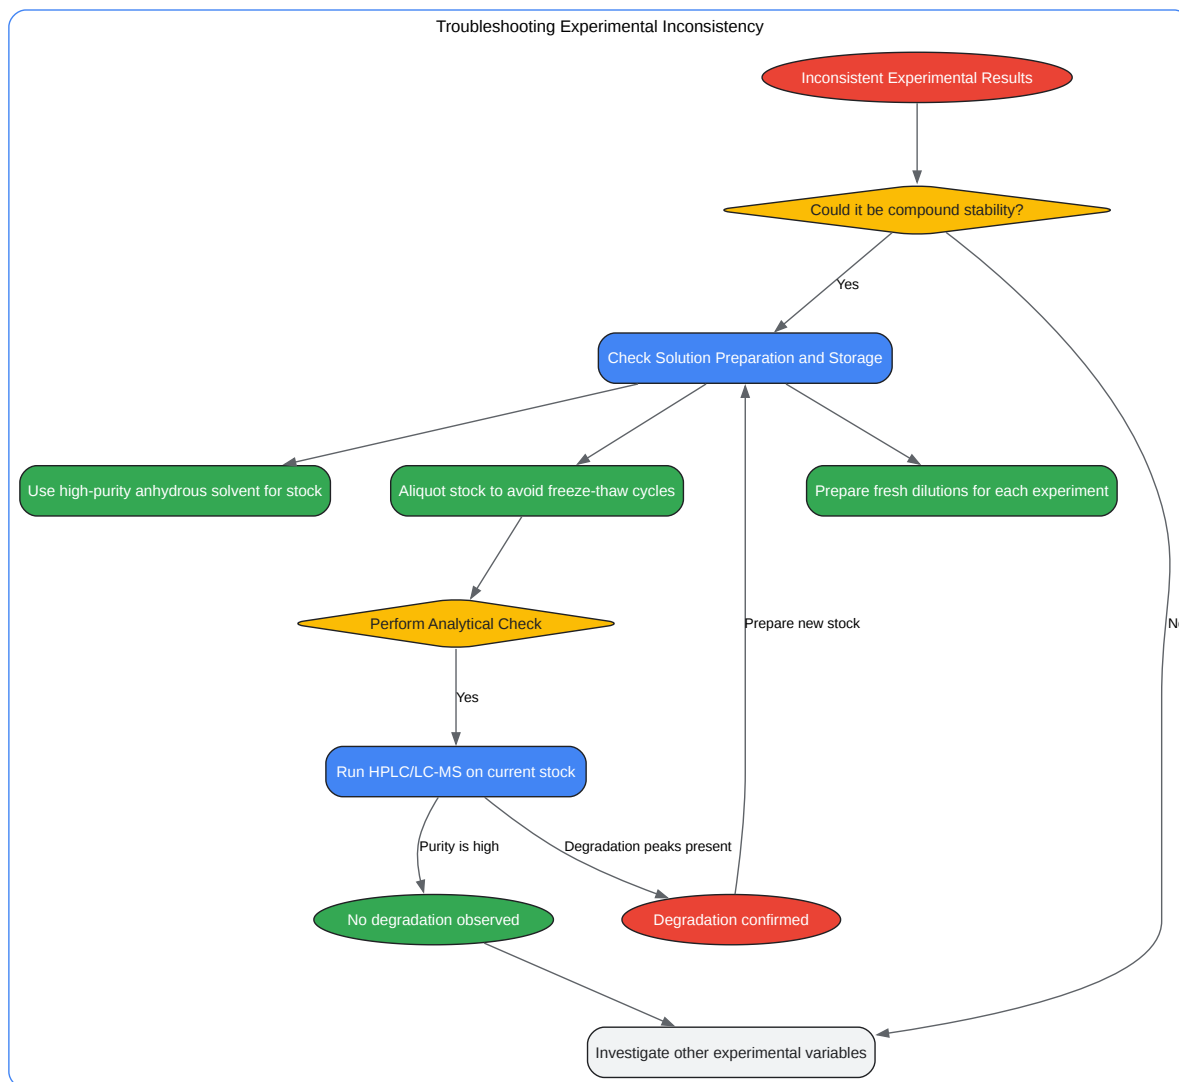 Troubleshooting Experimental Inconsistency
Inconsistent Experimental Results
Could it be compound stability?
Yes
Check Solution Preparation and Storage
Use high-purity anhydrous solvent for stock
Aliquot stock to avoid freeze-thaw cycles
Prepare fresh dilutions for each experiment
Perform Analytical Check
Prepare new stock
Yes
Run HPLC/LC-MS on current stock
Purity is high
Degradation peaks present
No degradation observed
Degradation confirmed
Investigate other experimental variables